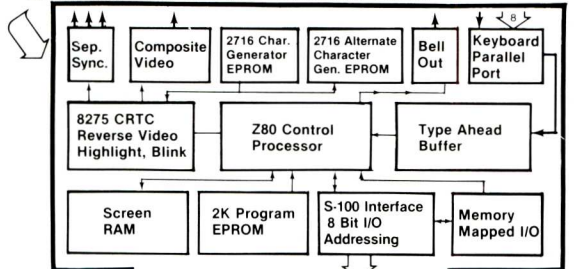 Sep.
Sync.
Composite
Video
2716 Char.
Generator
EPROM
2716 Alternate
Character
Gen. EPROM
Bell
Out
8
Keyboard
Parallel
Port
8275 CRTC
Reverse Video
Highlight, Blink
Z80 Control
Processor
Type Ahead
Buffer
Screen
RAM
2K Program
EPROM
S-100 Interface
8 Bit I/O
Addressing
Memory
Mapped I/O